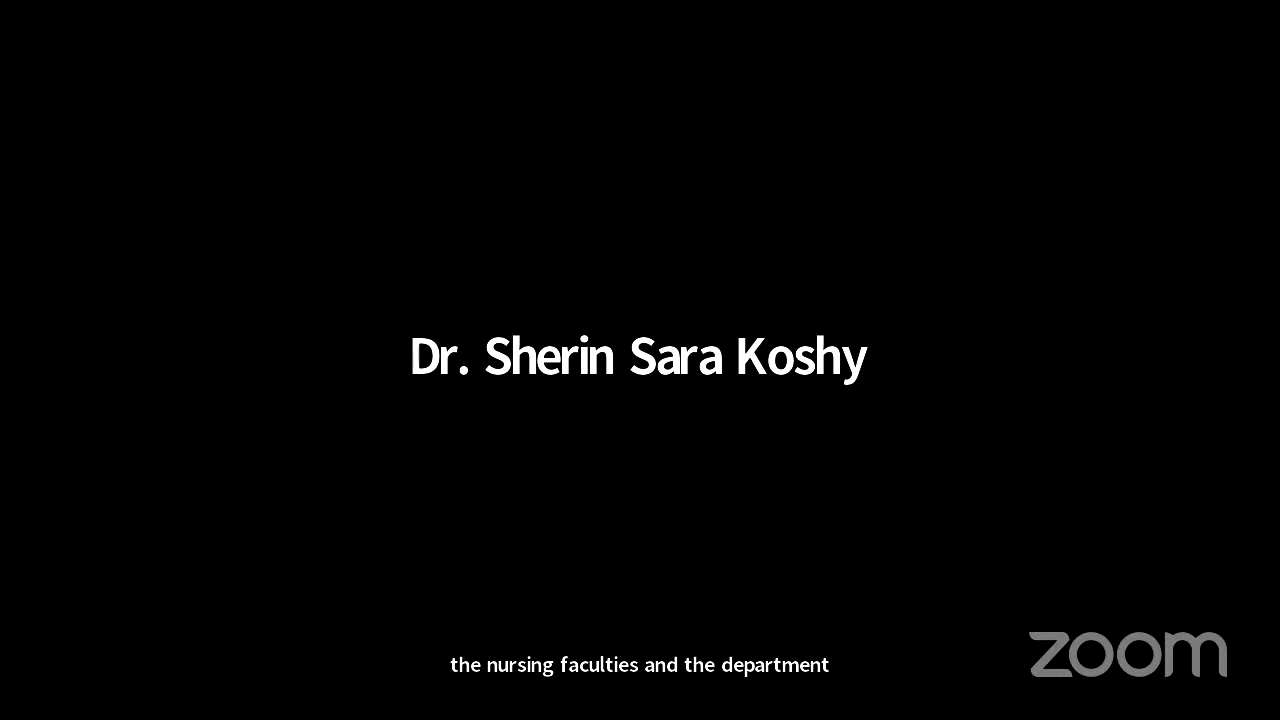 Dr. Sherin Sara Koshy
the nursing faculties and the department
zoom